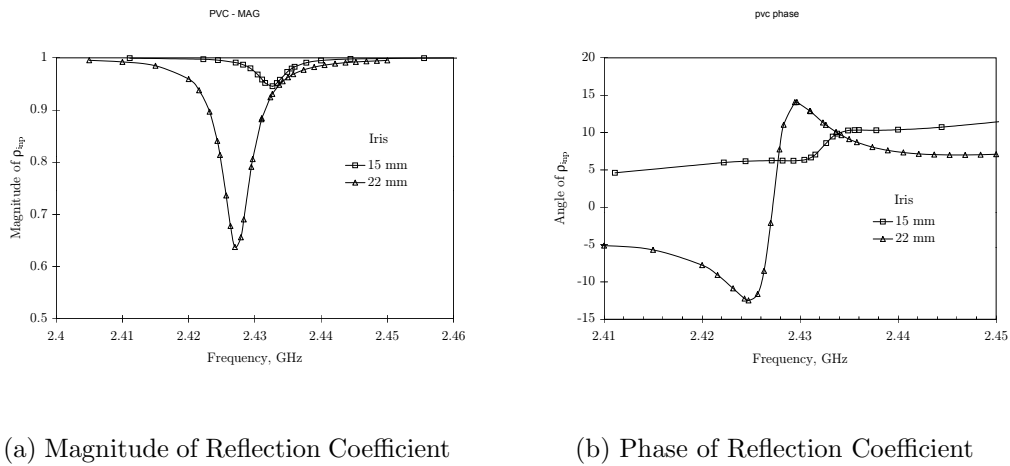 PVC - MAG
1
0.9
0.8
0.7
0.6
0.5
Magnitude of ρinp
2.4 2.41 2.42 2.43 2.44 2.45 2.46
Frequency, GHz
Iris
15 mm
22 mm
(a) Magnitude of Reflection Coefficient
pvc phase
20
15
10
5
0
-5
-10
-15
Angle of ρinp
2.41 2.42 2.43 2.44 2.45
Frequency, GHz
Iris
15 mm
22 mm
(b) Phase of Reflection Coefficient